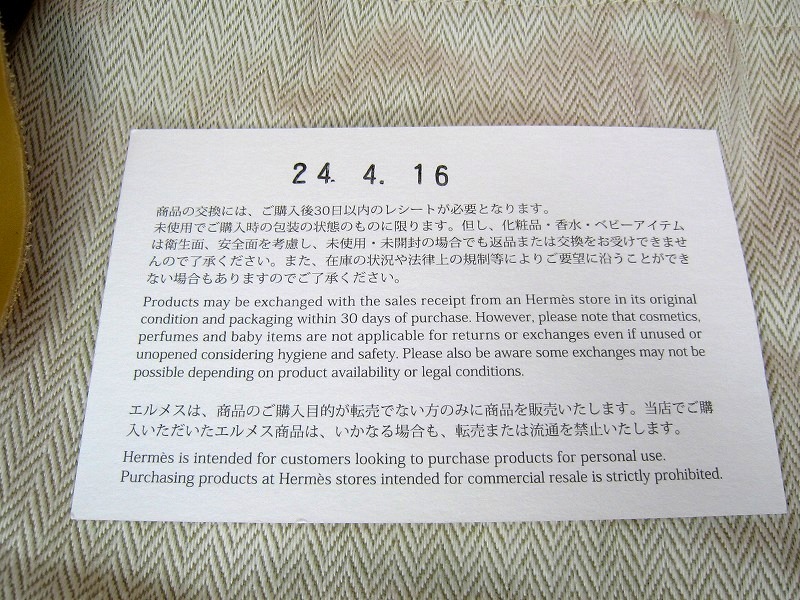 24. 4. 16
商品の交換には、ご購入後30日以内のレシートが必要となります。
未使用でご購入時の包装の状態のものに限ります。但し、化粧品・香水・ベビーアイテム
は衛生面、安全面を考慮し、未使用・未開封の場合でも返品または交換をお受けできませ
んので了承ください。また、在庫の状況や法律上の規制等によりご要望に沿うことができ
ない場合もありますのでご了承ください。
Products may be exchanged with the sales receipt from an Hermès store in its original
condition and packaging within 30 days of purchase. However, please note that cosmetics,
perfumes and baby items are not applicable for returns or exchanges even if unused or
unopened considering hygiene and safety. Please also be aware some exchanges may not be
possible depending on product availability or legal conditions.
エルメスは、商品のご購入目的が転売でない方のみに商品を販売いたします。当店でご購
入いただいたエルメス商品は、いかなる場合も、転売または流通を禁止いたします。
Hermès is intended for customers looking to purchase products for personal use.
Purchasing products at Hermès stores intended for commercial resale is strictly prohibited.